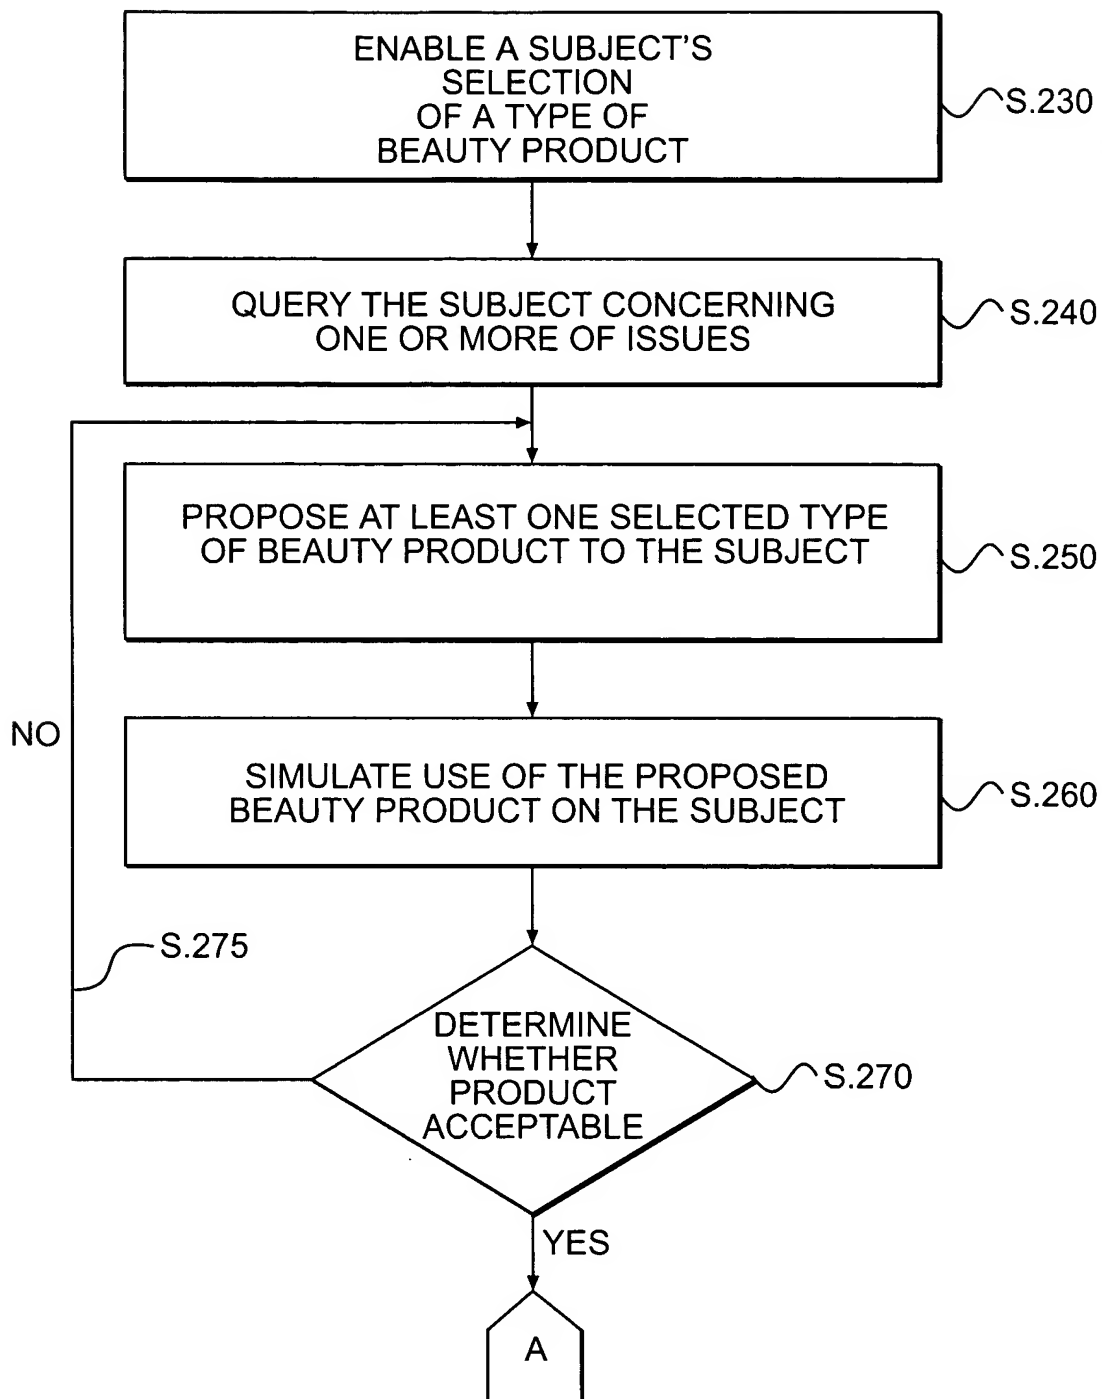 ENABLE A SUBJECT'S
SELECTION
OF A TYPE OF
BEAUTY PRODUCT
S.230
QUERY THE SUBJECT CONCERNING
ONE OR MORE OF ISSUES
S.240
PROPOSE AT LEAST ONE SELECTED TYPE
OF BEAUTY PRODUCT TO THE SUBJECT
S.250
NO
SIMULATE USE OF THE PROPOSED
BEAUTY PRODUCT ON THE SUBJECT
S.260
S.275
DETERMINE
WHETHER
PRODUCT
ACCEPTABLE
S.270
YES
A